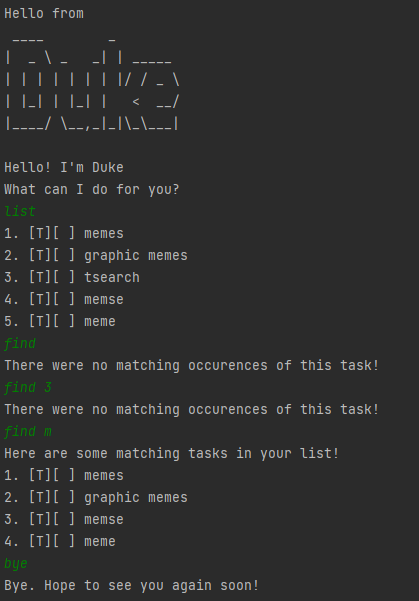 Hello from
 ____        _
|  _ \ _   _| | _____
| | | | | | | |/ / _ \
| |_| | |_| |   <  __/
|____/ \__,_|_|\_\___|
Hello! I'm Duke
What can I do for you?
list
1. [T][ ] memes
2. [T][ ] graphic memes
3. [T][ ] tsearch
4. [T][ ] memse
5. [T][ ] meme
find
There were no matching occurences of this task!
find 3
There were no matching occurences of this task!
find m
Here are some matching tasks in your list!
1. [T][ ] memes
2. [T][ ] graphic memes
3. [T][ ] memse
4. [T][ ] meme
bye
Bye. Hope to see you again soon!